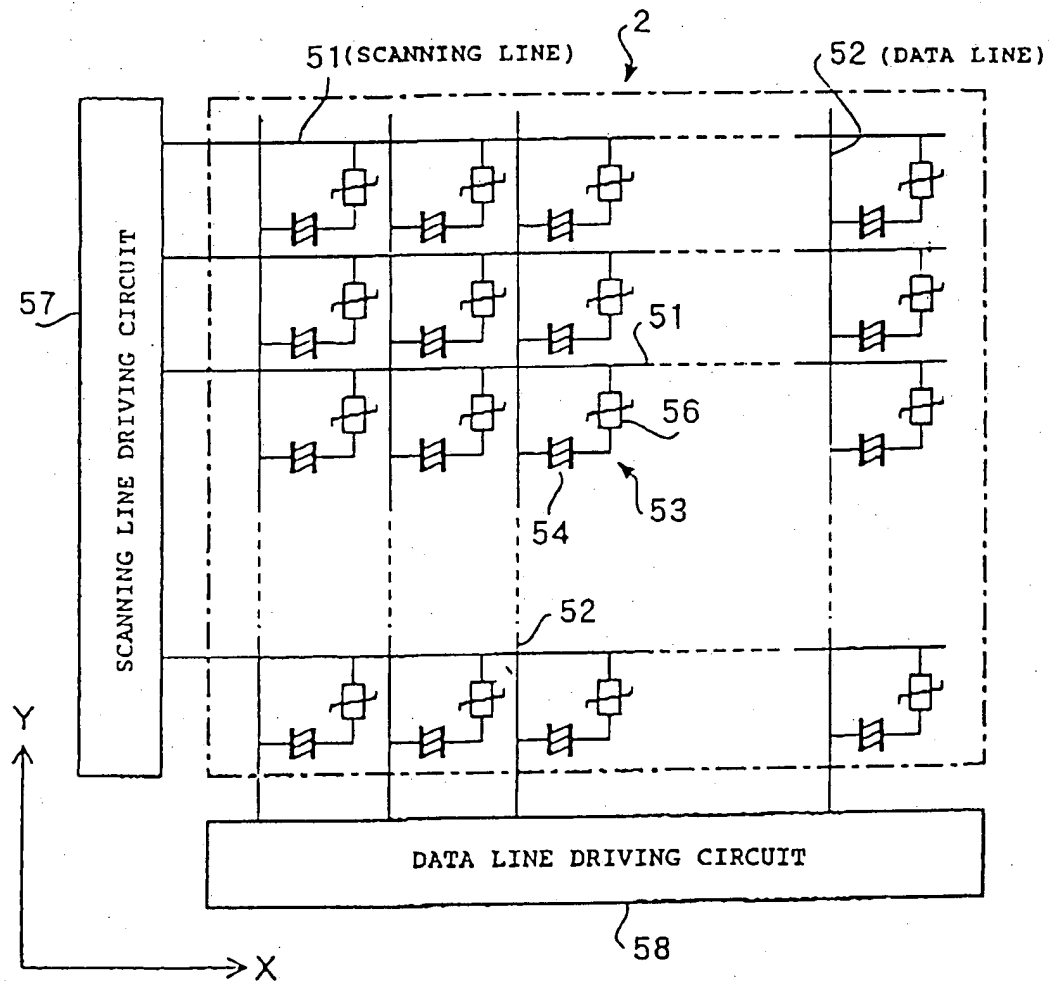 2
51 (SCANNING LINE)
52 (DATA LINE)
57
SCANNING LINE DRIVING CIRCUIT
51
56
54
53
52
Y
X
DATA LINE DRIVING CIRCUIT
58